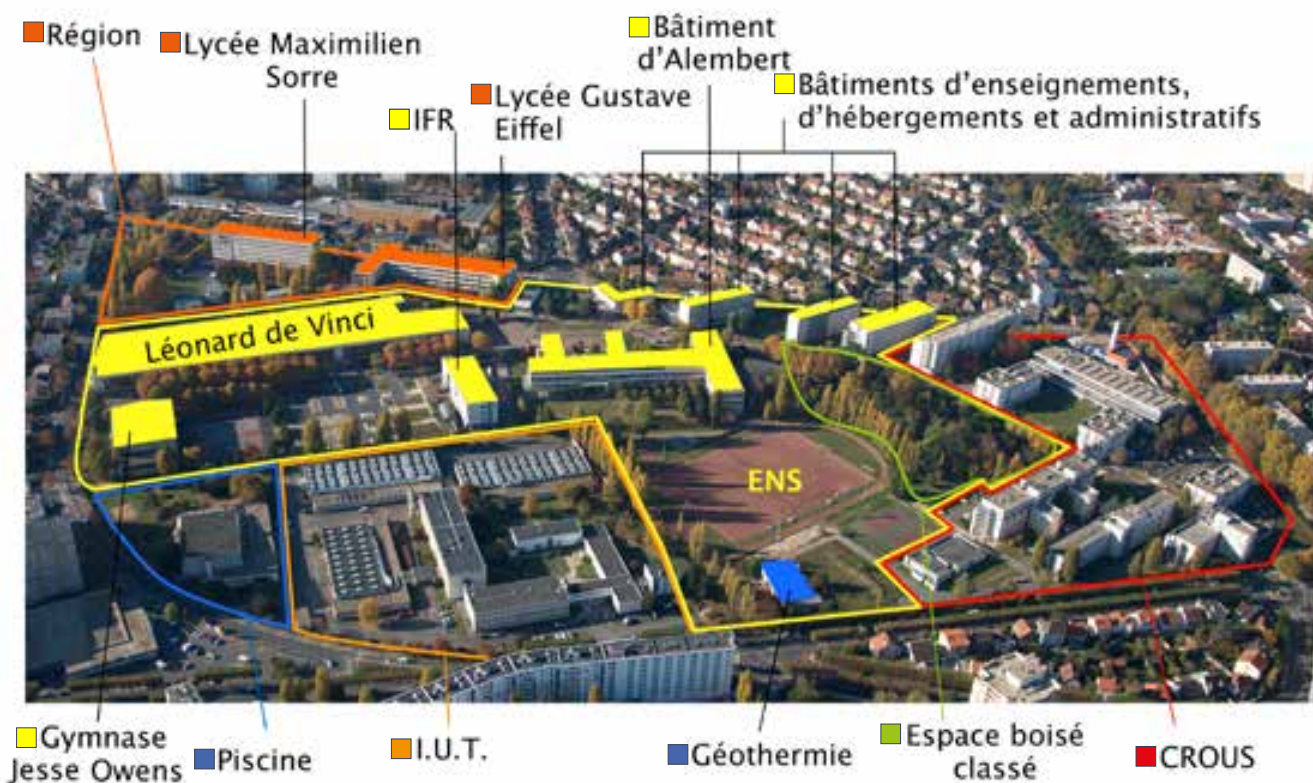 Région
Lycée Maximilien
Sorre
IFR
Lycée Gustave
Eiffel
Bâtiment
d'Alembert
Bâtiments d'enseignements,
d'hébergements et administratifs
Léonard de Vinci
ENS
Gymnase
Jesse Owens
Piscine
I.U.T.
Géothermie
Espace boisé
classé
CROUS